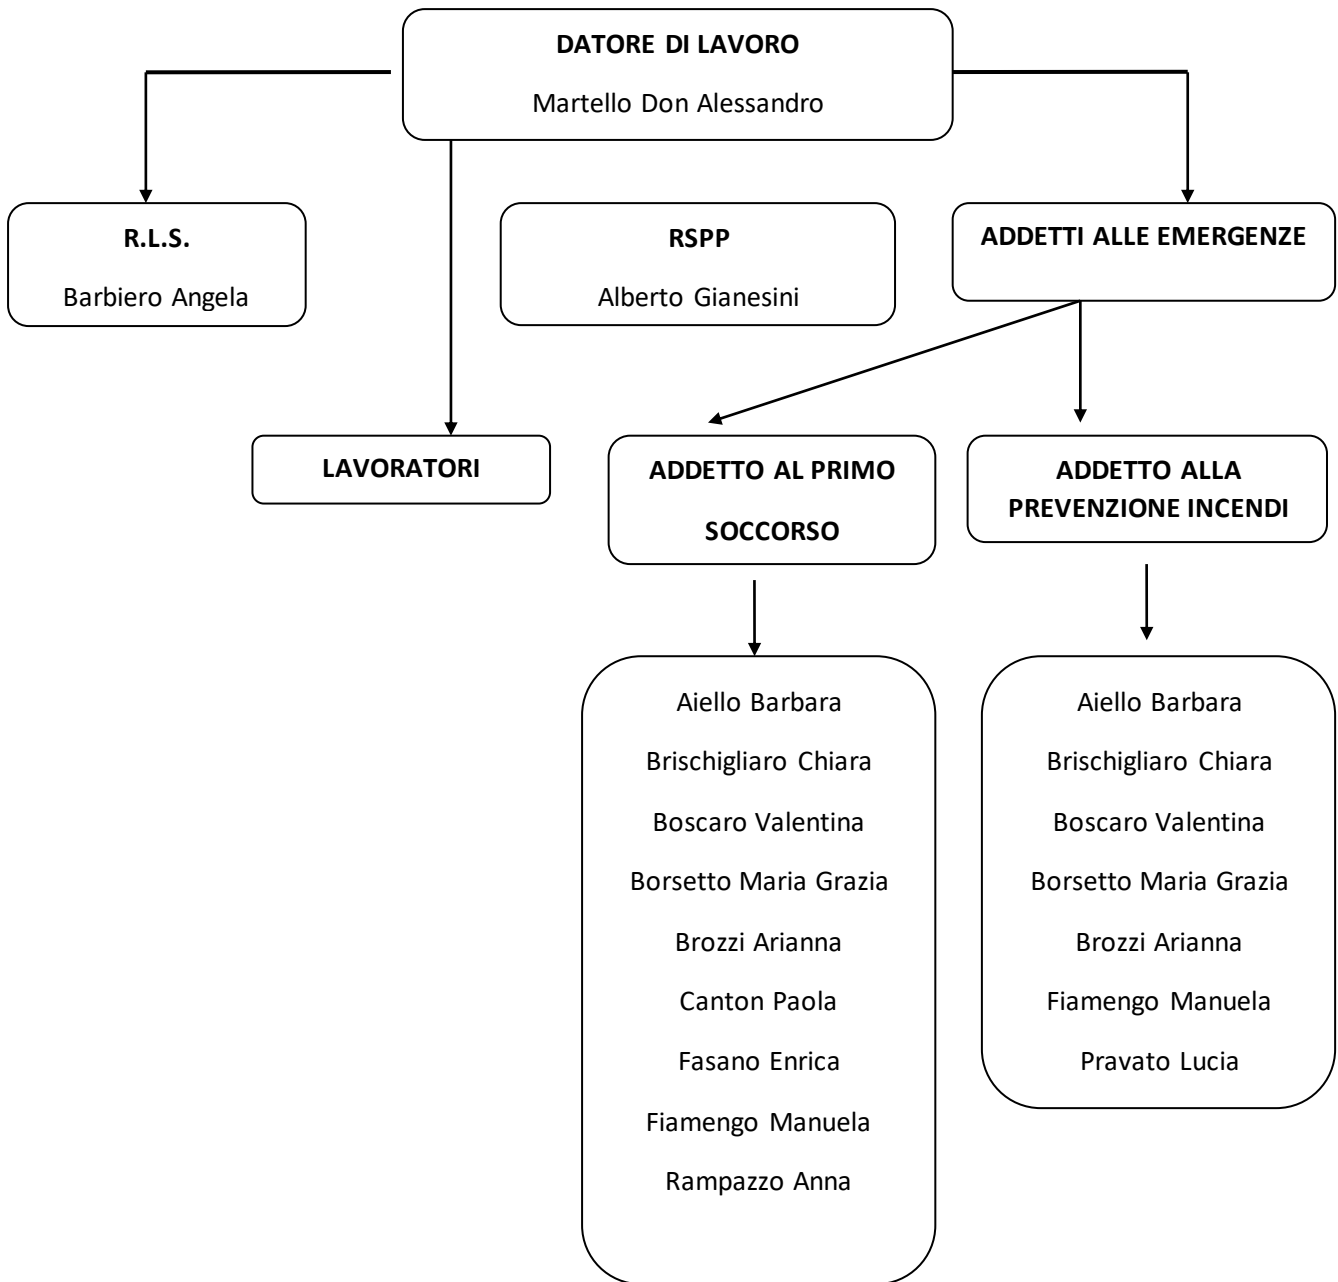 DATORE DI LAVORO
Martello Don Alessandro
R.L.S.
Barbiero Angela
RSPP
Alberto Gianesini
ADDETTI ALLE EMERGENZE
LAVORATORI
ADDETTO AL PRIMO
SOCCORSO
ADDETTO ALLA
PREVENZIONE INCENDI
Aiello Barbara
Brischigliaro Chiara
Boscaro Valentina
Borsetto Maria Grazia
Brozzi Arianna
Canton Paola
Fasano Enrica
Fiamengo Manuela
Rampazzo Anna
Aiello Barbara
Brischigliaro Chiara
Boscaro Valentina
Borsetto Maria Grazia
Brozzi Arianna
Fiamengo Manuela
Pravato Lucia